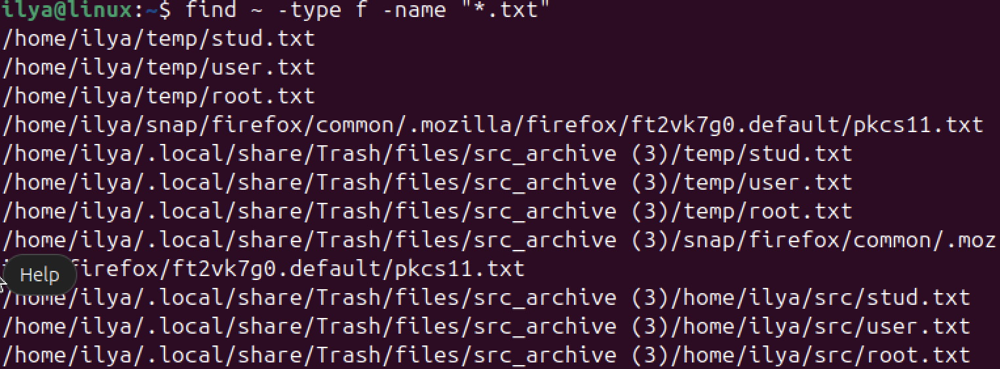 ilya@linux:~$ find ~ -type f -name "*.txt"
/home/ilya/temp/stud.txt
/home/ilya/temp/user.txt
/home/ilya/temp/root.txt
/home/ilya/snap/firefox/common/.mozilla/firefox/ft2vk7g0.default/pkcs11.txt
/home/ilya/.local/share/Trash/files/src_archive (3)/temp/stud.txt
/home/ilya/.local/share/Trash/files/src_archive (3)/temp/user.txt
/home/ilya/.local/share/Trash/files/src_archive (3)/temp/root.txt
/home/ilya/.local/share/Trash/files/src_archive (3)/snap/firefox/common/.moz
Help
firefox/ft2vk7g0.default/pkcs11.txt
/home/ilya/.local/share/Trash/files/src_archive (3)/home/ilya/src/stud.txt
/home/ilya/.local/share/Trash/files/src_archive (3)/home/ilya/src/user.txt
/home/ilya/.local/share/Trash/files/src_archive (3)/home/ilya/src/root.txt